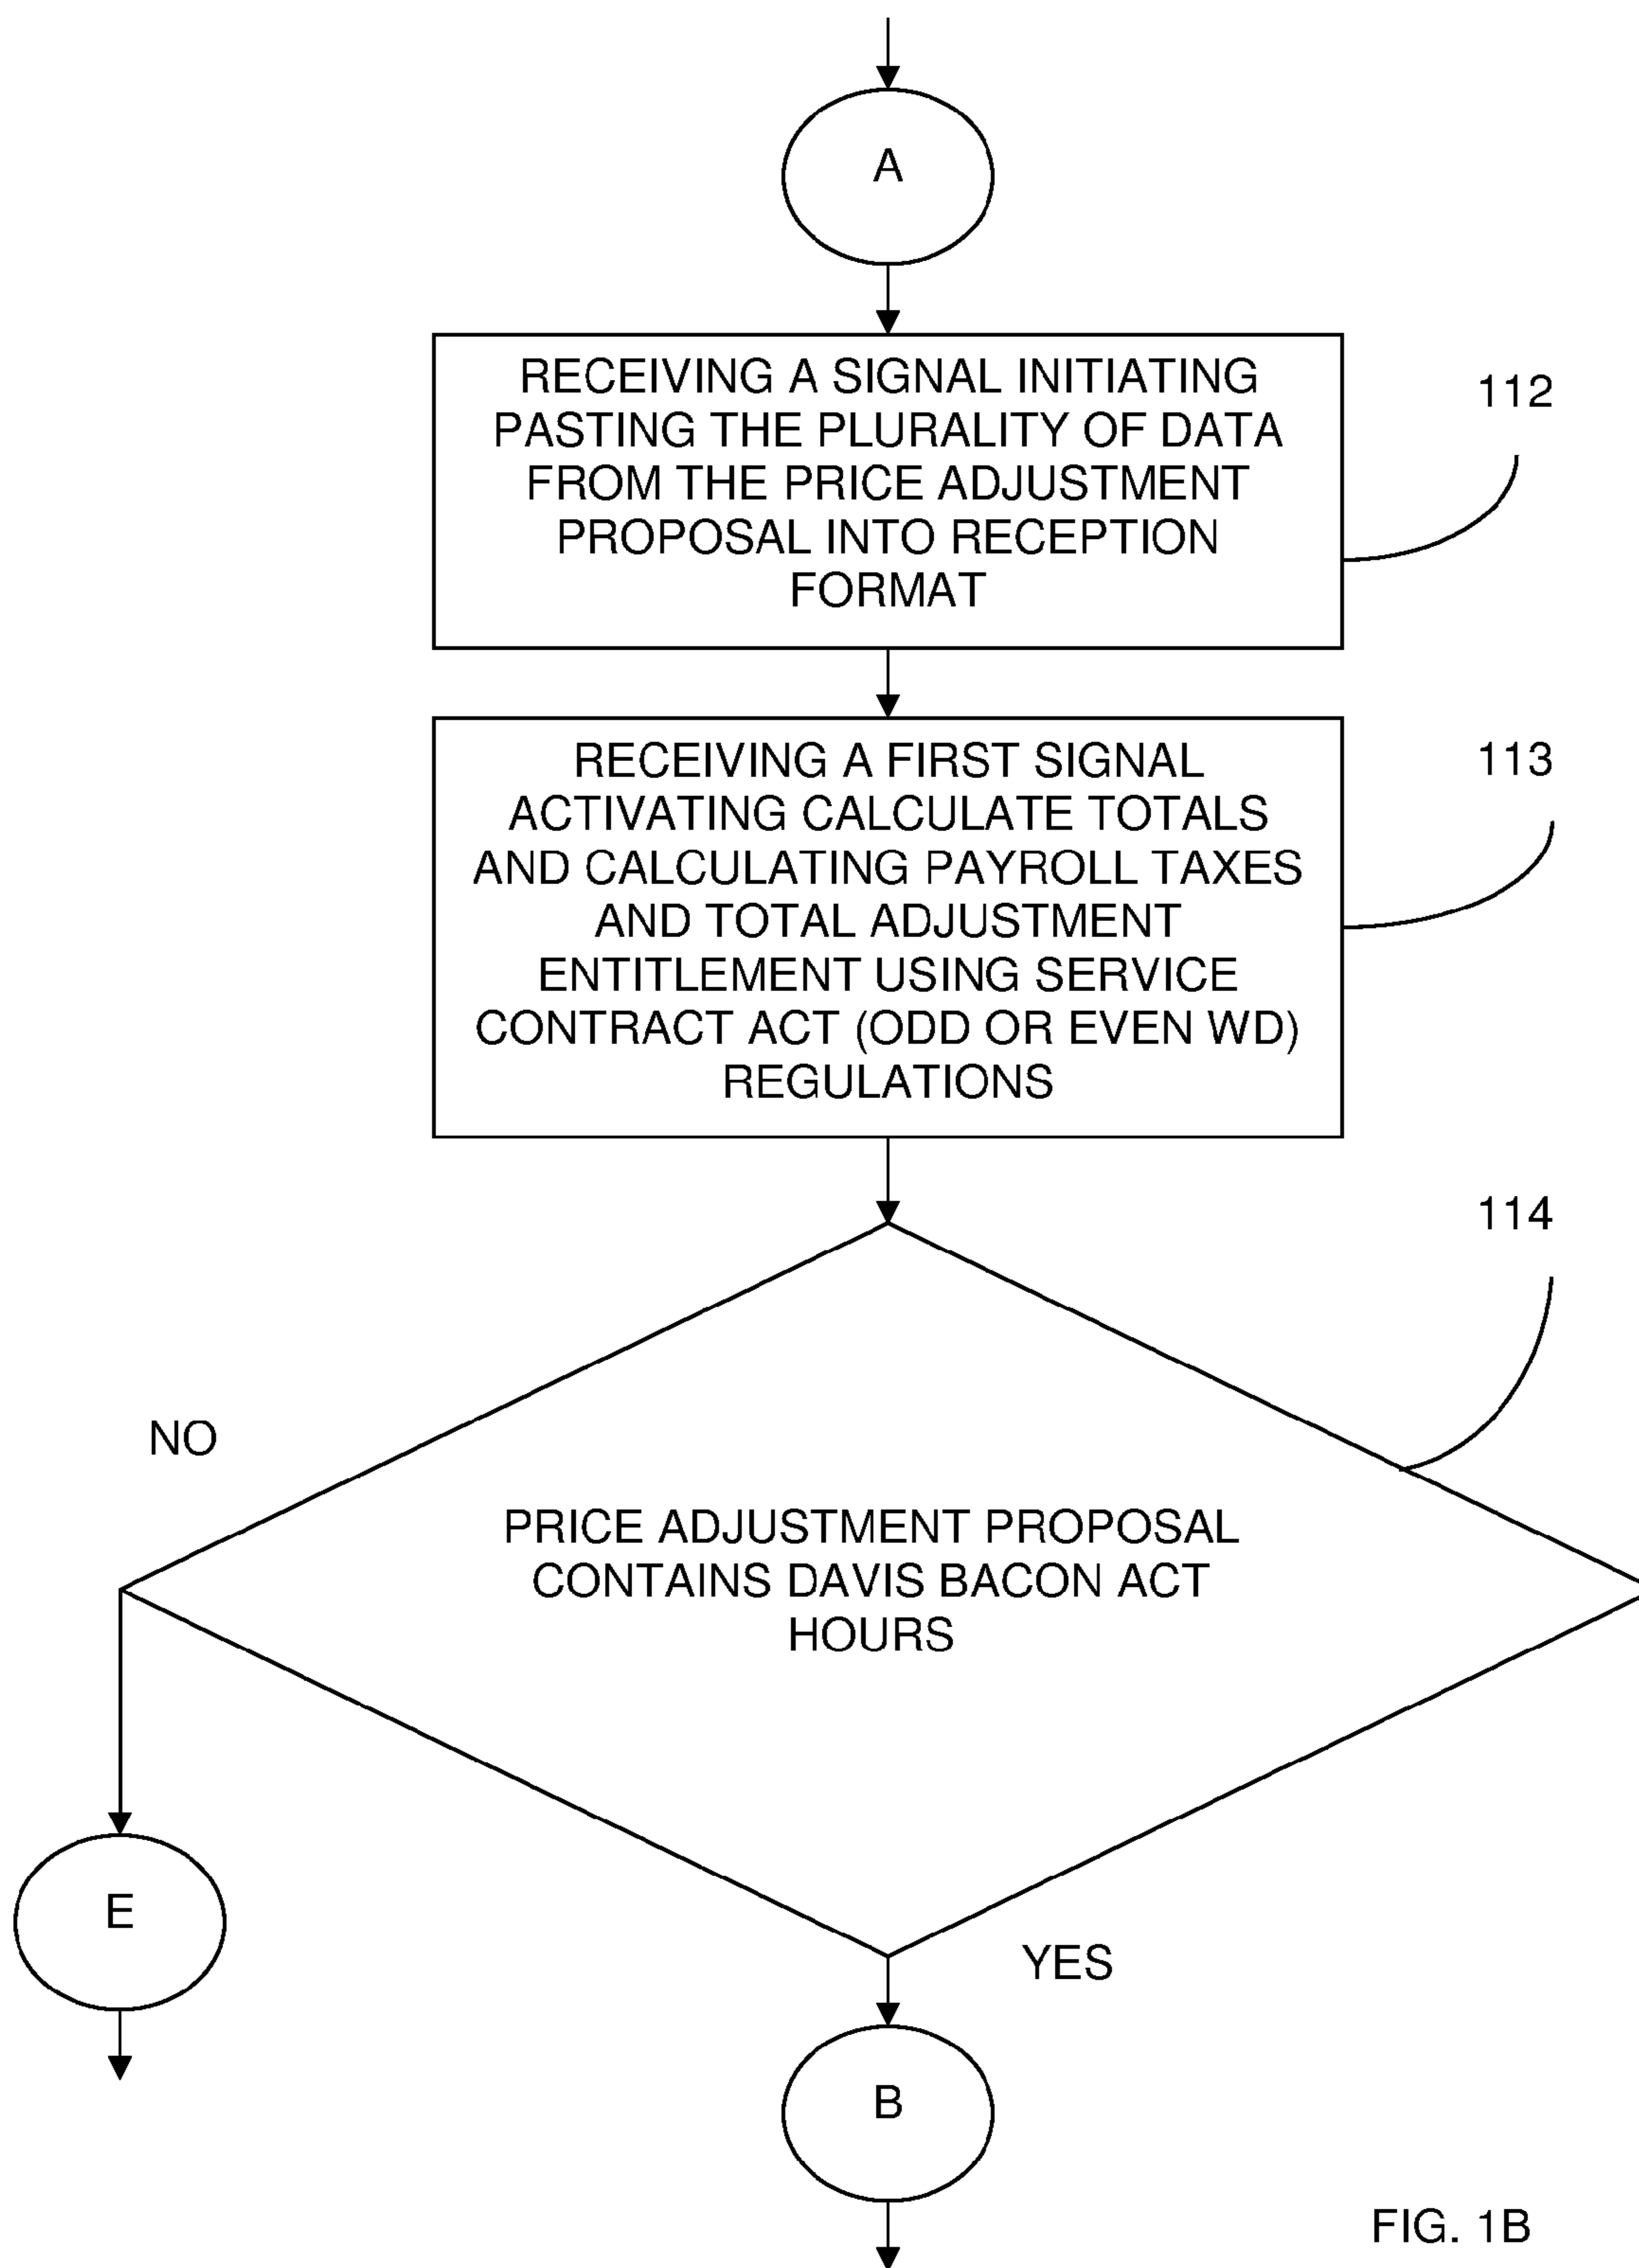 A
RECEIVING A SIGNAL INITIATING
PASTING THE PLURALITY OF DATA
FROM THE PRICE ADJUSTMENT
PROPOSAL INTO RECEPTION
FORMAT
112
RECEIVING A FIRST SIGNAL
ACTIVATING CALCULATE TOTALS
AND CALCULATING PAYROLL TAXES
AND TOTAL ADJUSTMENT
ENTITLEMENT USING SERVICE
CONTRACT ACT (ODD OR EVEN WD)
REGULATIONS
113
114
NO
PRICE ADJUSTMENT PROPOSAL
CONTAINS DAVIS BACON ACT
HOURS
E
YES
B
FIG. 1B